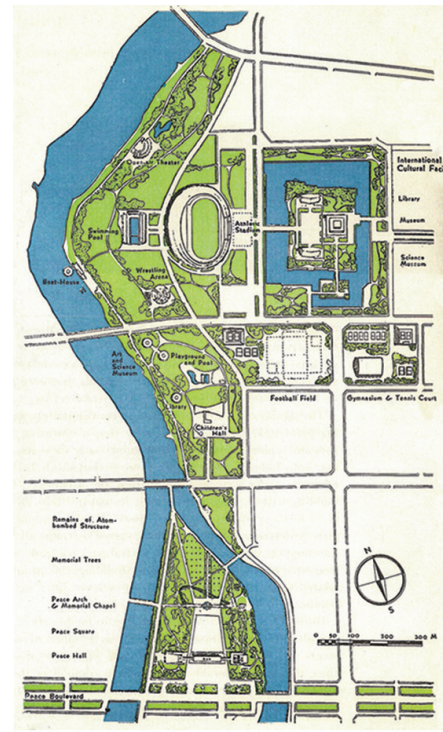 Open-air Theater
International
Cultural Faci
Library
Athletic
Stadium
Museum
Swimming
Pool
Science
Museum
Wrestling
Arena
Boat-House
Art
and
Science
Museum
Playground
and Pool
Library
Football Field
Gymnasium & Tennis Court
Children's
Hall
Remains of Atom-
bombed Structure
Memorial Trees
N
Peace Arch
& Memorial Chapel
S
Peace Square
0 50 100 200 300 M
Peace Hall
Peace Boulevard